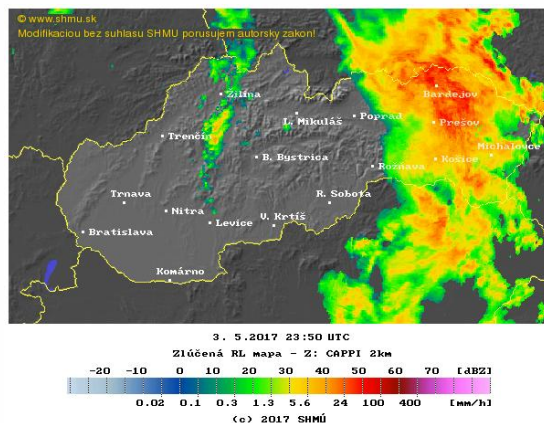 © www.shmu.sk
Modifikaciou bez suhlasu SHMU porusujem autorsky zakon!
Žilina
Bardejov
L. Mikuláš
Poprad
Prešov
Trenčín
Michalovce
B. Bystrica
Košice
Rožňava
Trnava
R. Sobota
Nitra
Levice
V. Krtíš
Bratislava
Komárno
3. 5.2017 23:50 UTC
Zlúčená RL mapa - Z: CAPPI 2km
-20 -10 0 10 20 30 40 50 60 70 [dBZ]
0.02 0.1 0.3 1.3 5.6 24 100 400 [mm/h]
(c) 2017 SHMÚ